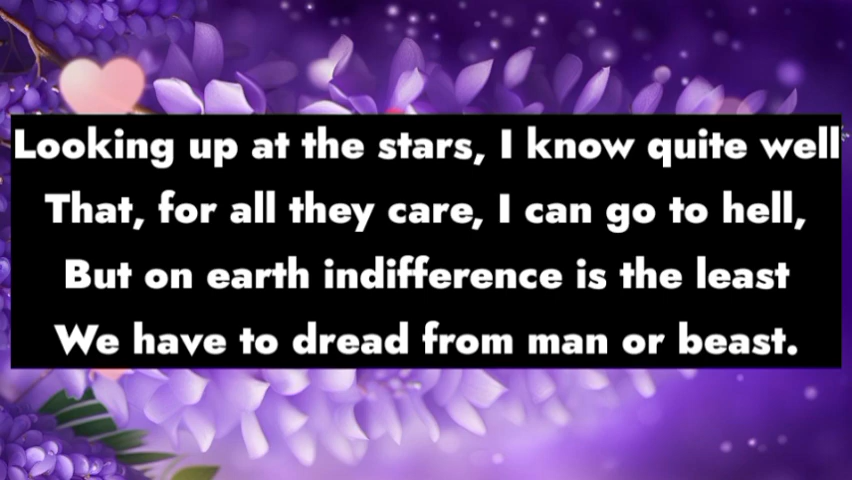 Looking up at the stars, I know quite well
That, for all they care, I can go to hell,
But on earth indifference is the least
We have to dread from man or beast.